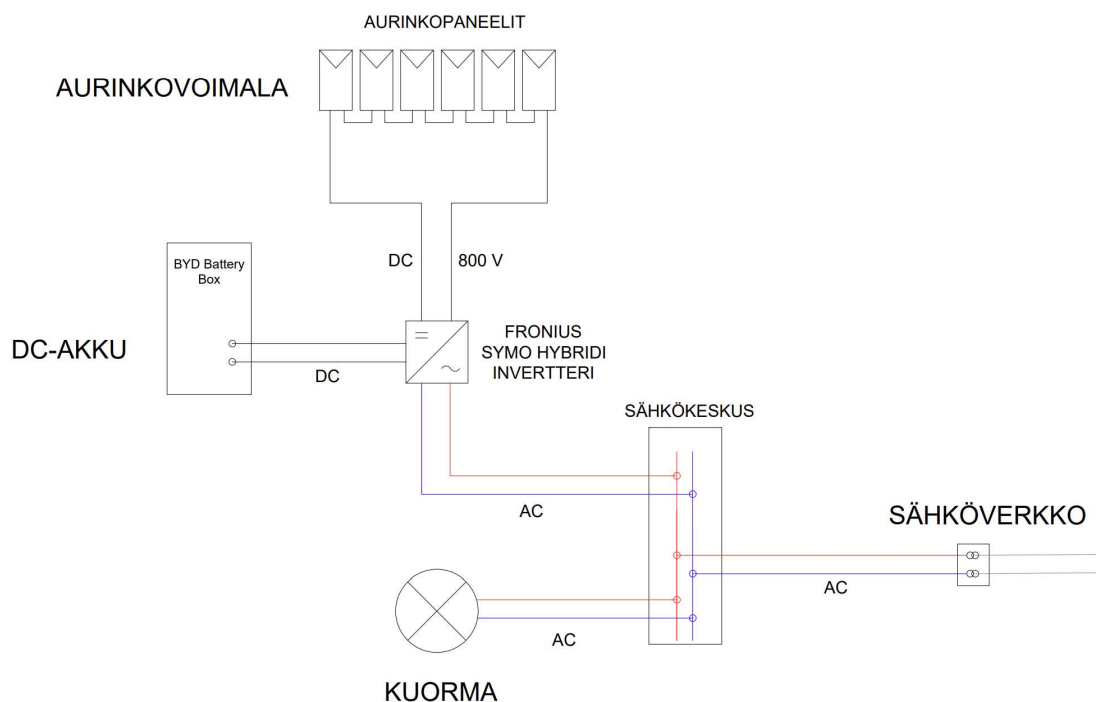 AURINKOPANEELIT
AURINKOVOIMALA
DC
800 V
BYD Battery
Box
DC-AKKU
DC
FRONIUS
SYMO HYBRIDI
INVERTTERI
SÄHKÖKESKUS
AC
SÄHKÖVERKKO
AC
AC
KUORMA